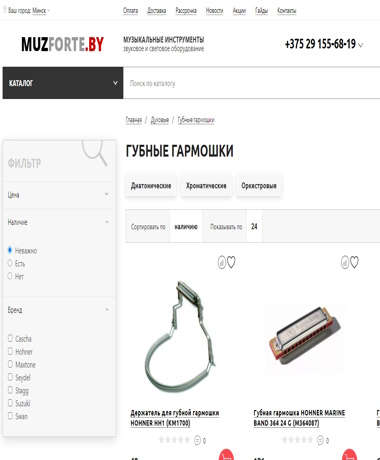 Ваш город: Минск
Оплата Доставка Рассрочка Новости Акции Гайды Контакты
MUZFORTE.BY
МУЗЫКАЛЬНЫЕ ИНСТРУМЕНТЫ
звуковое и световое оборудование
+375 29 155-68-19
КАТАЛОГ
Поиск по каталогу
Главная / Духовые / Губные гармошки
ФИЛЬТР
ГУБНЫЕ ГАРМОШКИ
Диатонические Хроматические Оркестровые
Цена
Наличие
Сортировать по наличию Показывать по 24
Неважно
Есть
Нет
Бренд
Cascha
Hohner
Maxtone
Seydel
Stagg
Suzuki
Swan
Держатель для губной гармошки
HOHNER HH1 (KM1700)
0
Губная гармошка HOHNER MARINE
BAND 364 24 G (M364087)
0